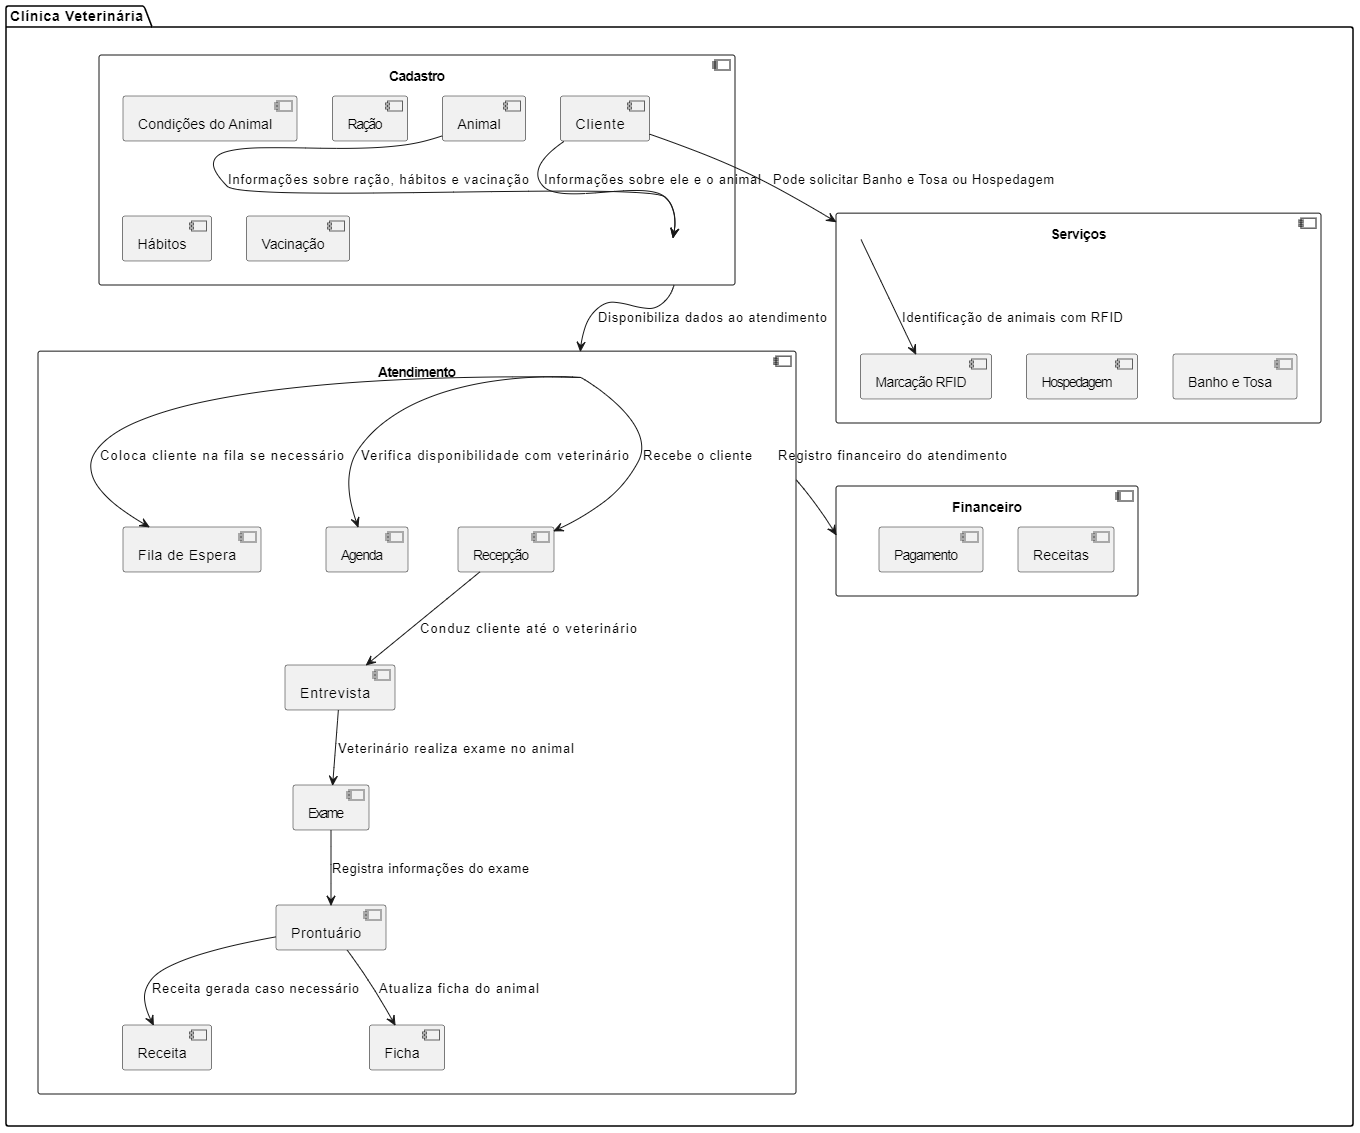 Clínica Veterinária
Cadastro
Condições do Animal
Ração
Animal
Cliente
Informações sobre ração, hábitos e vacinação
Informações sobre ele e o animal
Pode solicitar Banho e Tosa ou Hospedagem
Hábitos
Vacinação
Serviços
Disponibiliza dados ao atendimento
Identificação de animais com RFID
Atendimento
Marcação RFID
Hospedagem
Banho e Tosa
Coloca cliente na fila se necessário
Verifica disponibilidade com veterinário
Recebe o cliente
Registro financeiro do atendimento
Financeiro
Fila de Espera
Agenda
Recepção
Pagamento
Receitas
Conduz cliente até o veterinário
Entrevista
Veterinário realiza exame no animal
Exame
Registra informações do exame
Prontuário
Receita gerada caso necessário
Atualiza ficha do animal
Receita
Ficha